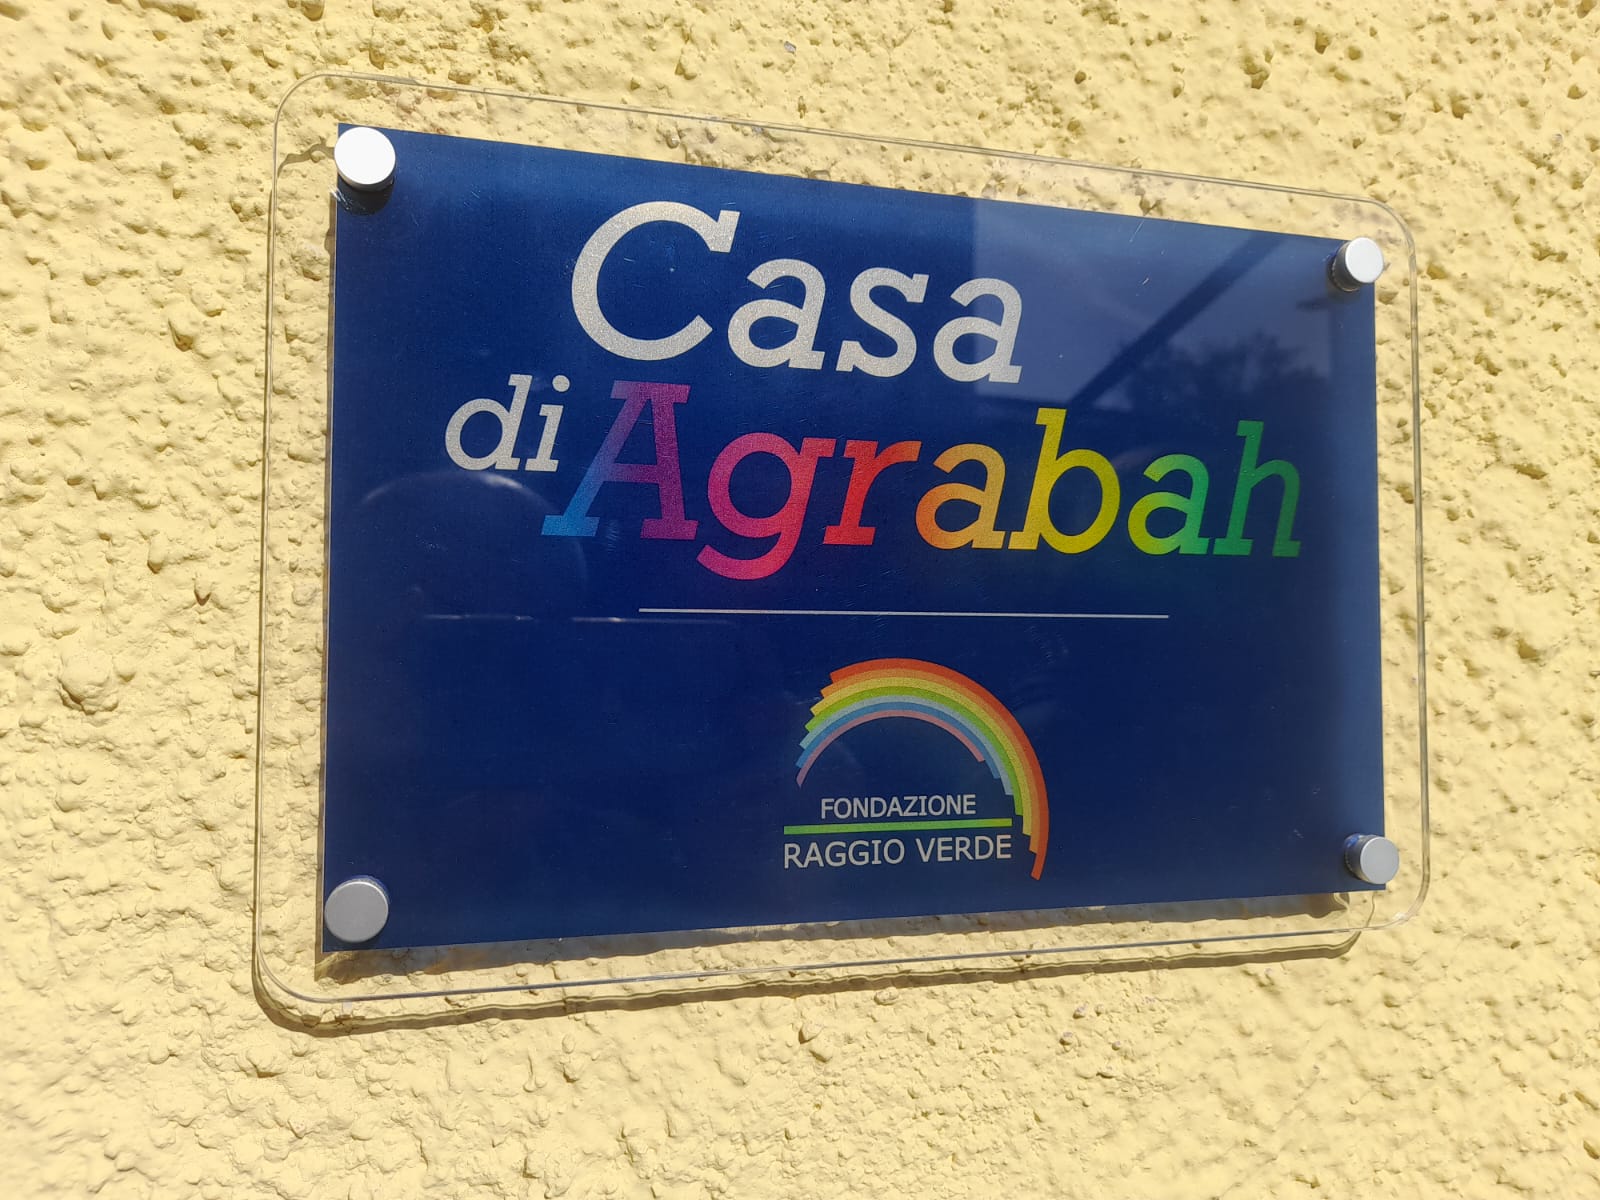 Casa
di Agrabah
FONDAZIONE
RAGGIO VERDE